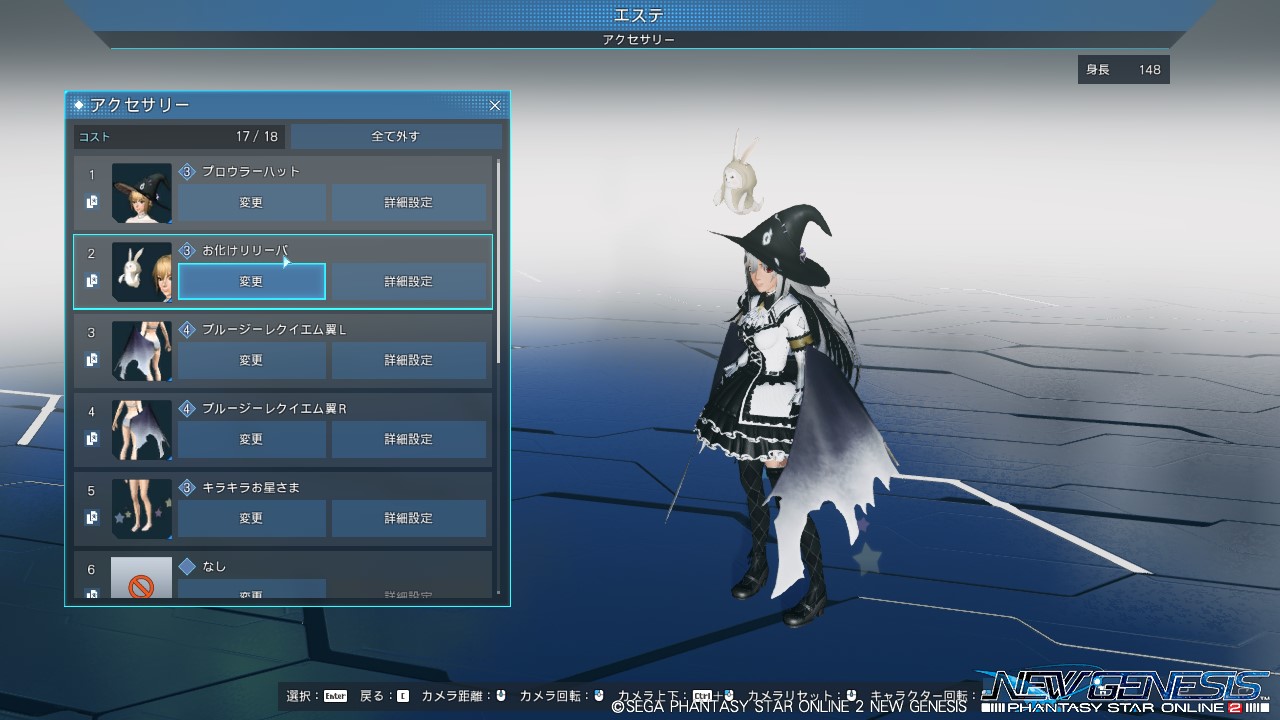 エステ
アクセサリー
身長 148
アクセサリー
コスト 17 / 18 全て外す
1 3 プロウラーハット
変更 詳細設定
2 3 お化けリリーパ
変更 詳細設定
3 4 ブルージーレクイエム翼L
変更 詳細設定
4 4 ブルージーレクイエム翼R
変更 詳細設定
5 3 キラキラお星さま
変更 詳細設定
6 なし
変更 詳細設定
選択：Enter 戻る： カメラ距離： カメラ回転： カメラ上下：Ctrl+ カメラリセット： キャラクター回転：
©SEGA PHANTASY STAR ONLINE 2 NEW GENESIS
NEW GENESIS
PHANTASY STAR ONLINE 2